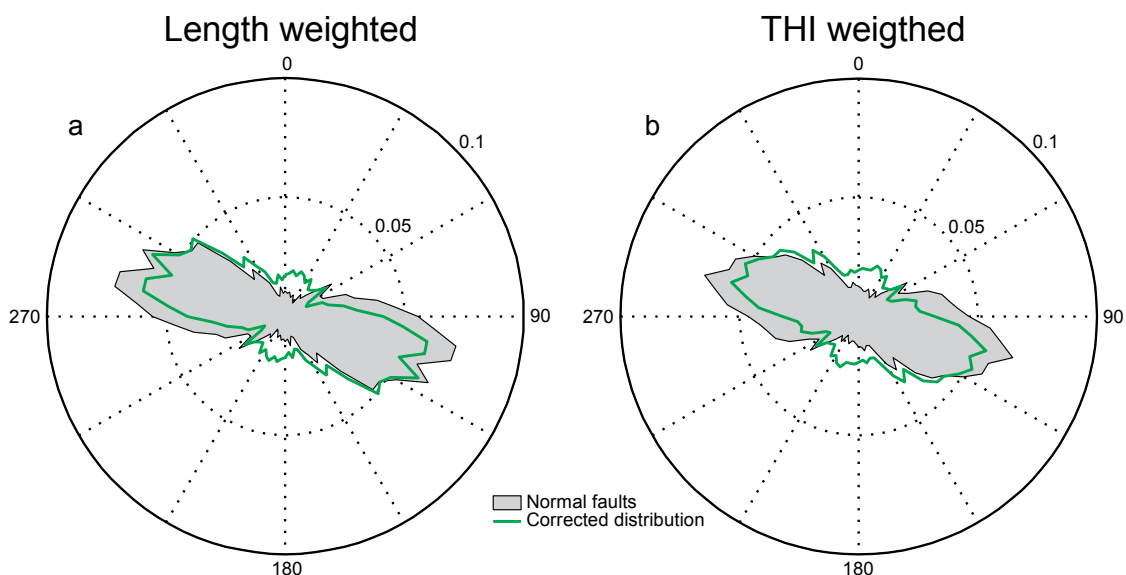 Length weighted
THI weigthed
0
0
a
b
0.1
0.1
0.05
0.05
270
90
270
90
Normal faults
Corrected distribution
180
180